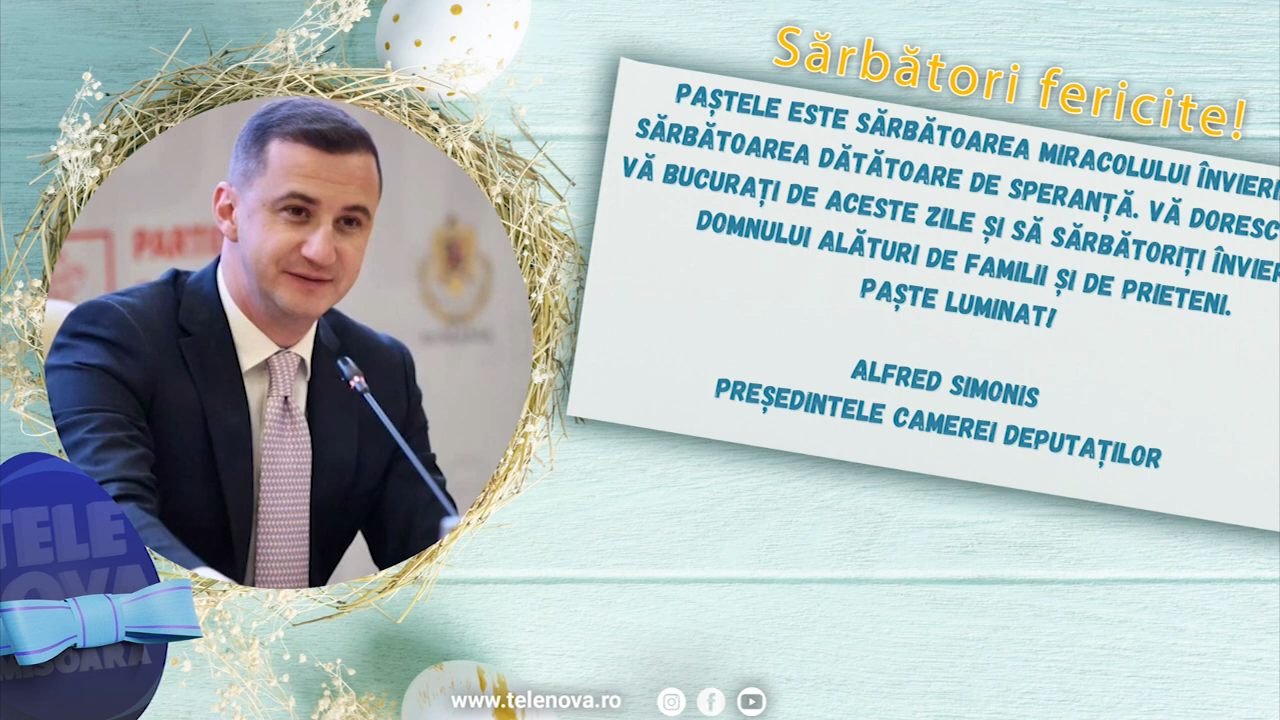 Sărbători fericite!
PAȘTELE ESTE SĂRBĂTOAREA MIRACOLULUI
SĂRBĂTOAREA DĂTĂTOARE DE SPERANȚĂ. VĂ DORESC
VĂ BUCURAȚI DE ACESTE ZILE ȘI SĂ SĂRBĂTORIȚI
DOMNULUI ALĂTURI DE FAMILII ȘI DE PRIETENI.
PAȘTE LUMINAT!
ALFRED SIMONIS
PREȘEDINTELE CAMEREI DEPUTAȚILOR
TELE
NOVA
www.telenova.ro